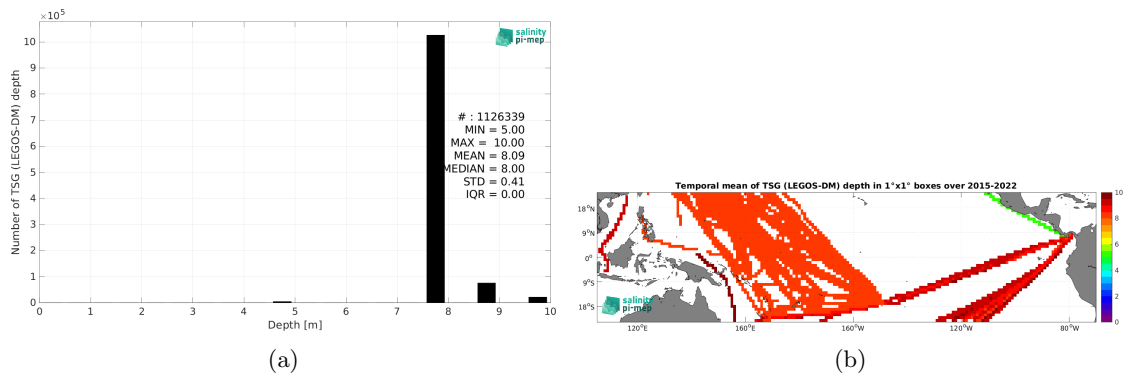 ×10⁵
10
9
8
7
6
5
4
3
2
1
0
Number of TSG (LEGOS-DM) depth
salinity
pi-mep
# : 1126339
MIN = 5.00
MAX = 10.00
MEAN = 8.09
MEDIAN = 8.00
STD = 0.41
IQR = 0.00
0 1 2 3 4 5 6 7 8 9 10
Depth [m]
(a)
Temporal mean of TSG (LEGOS-DM) depth in 1°x1° boxes over 2015-2022
18°N
9°N
0°
9°S
18°S
salinity
pi-mep
120°E 160°E 160°W 120°W 80°W
10
8
6
4
2
0
(b)